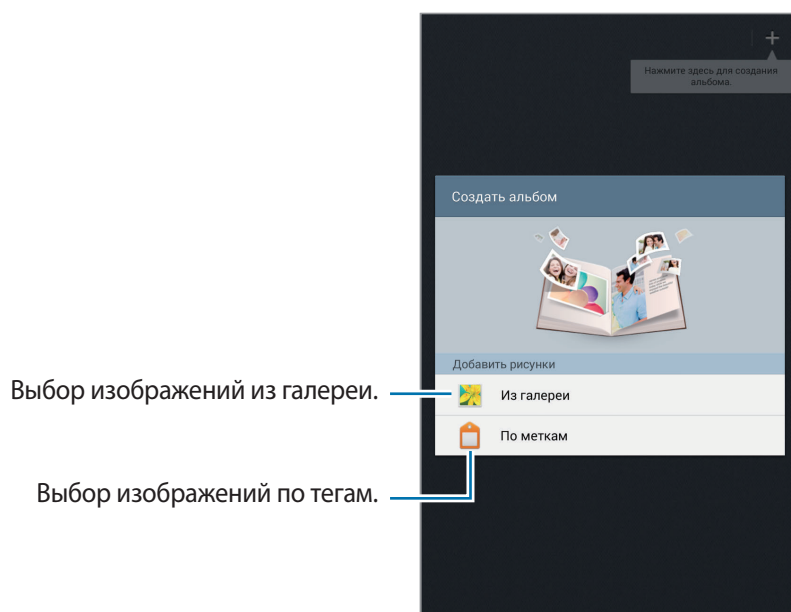 +
Нажмите здесь для создания
альбома.
Создать альбом
Добавить рисунки
Выбор изображений из галереи.
Из галереи
По меткам
Выбор изображений по тегам.